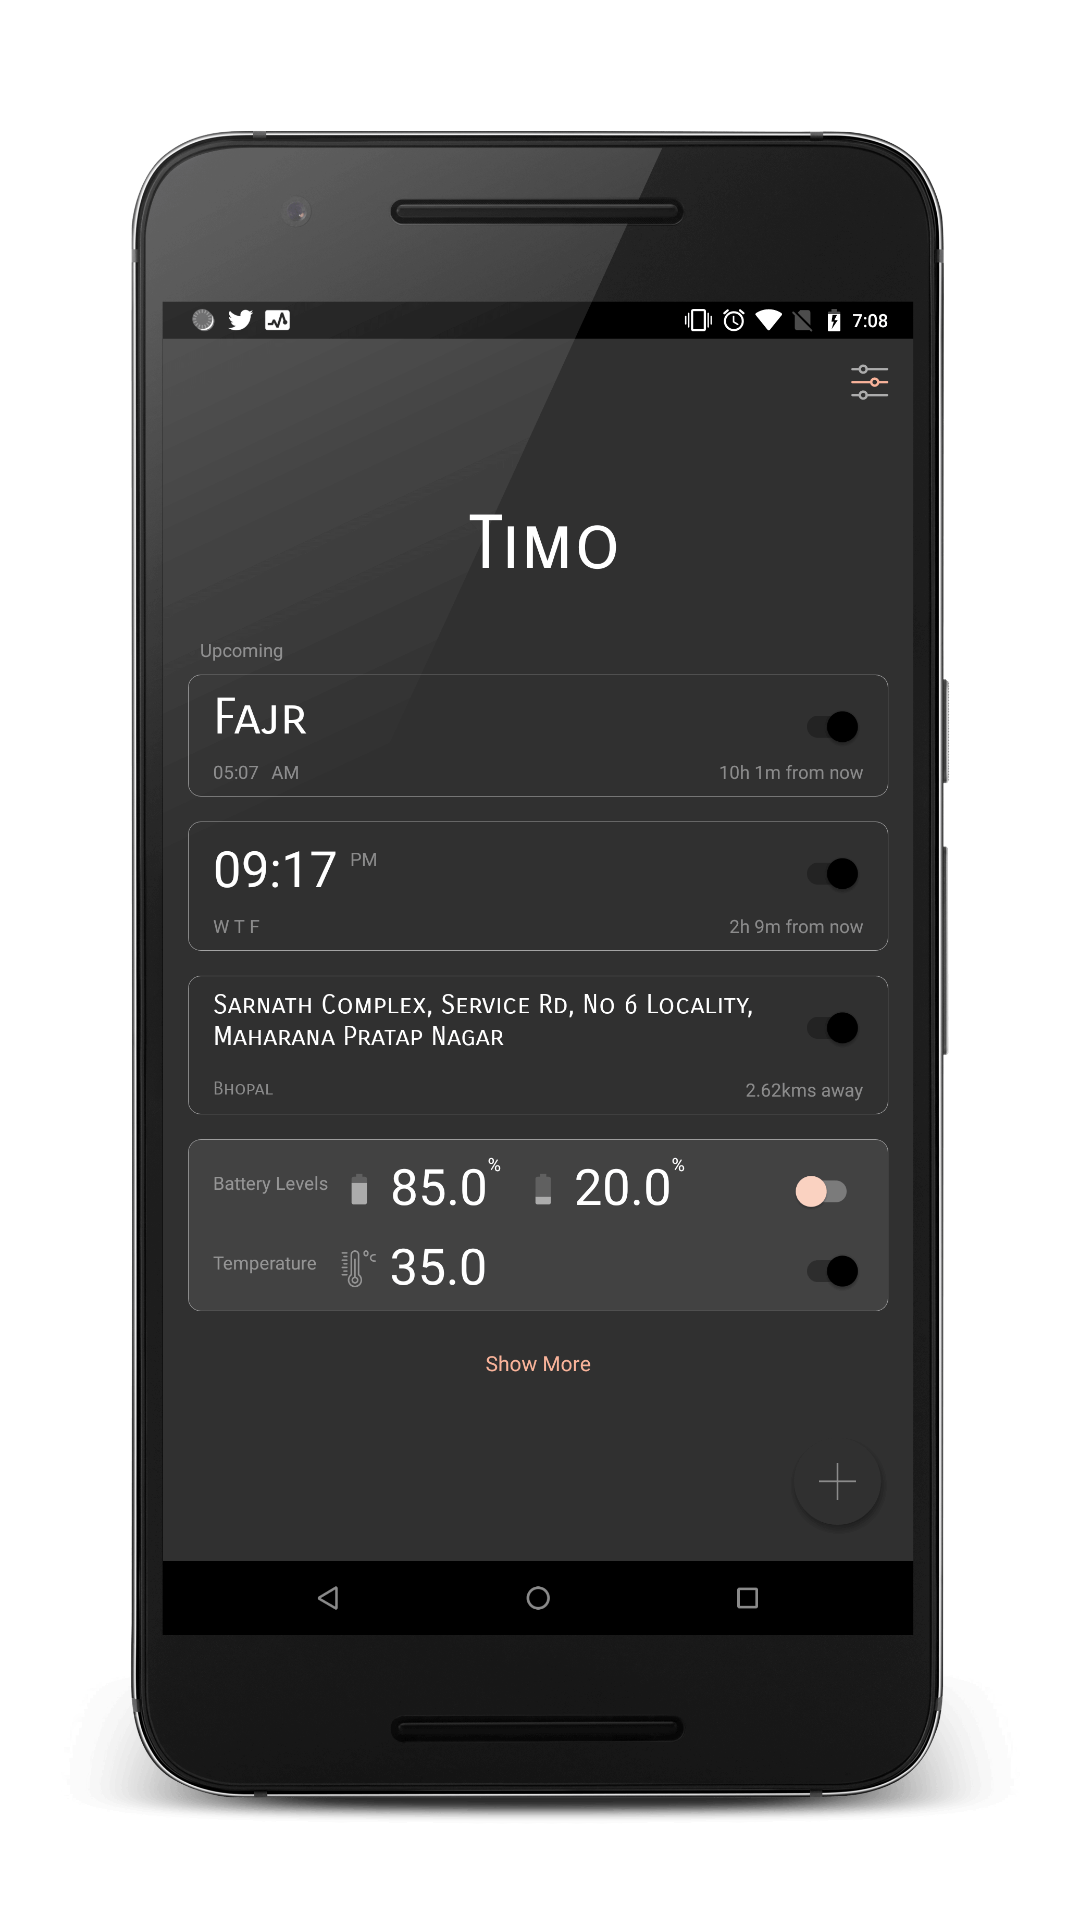 7:08
Timo
Upcoming
Fajr
05:07 AM
10h 1m from now
09:17 PM
W T F
2h 9m from now
Sarnath Complex, Service Rd, No 6 Locality,
Maharana Pratap Nagar
Bhopal
2.62kms away
Battery Levels 85.0% 20.0%
Temperature °C 35.0
Show More